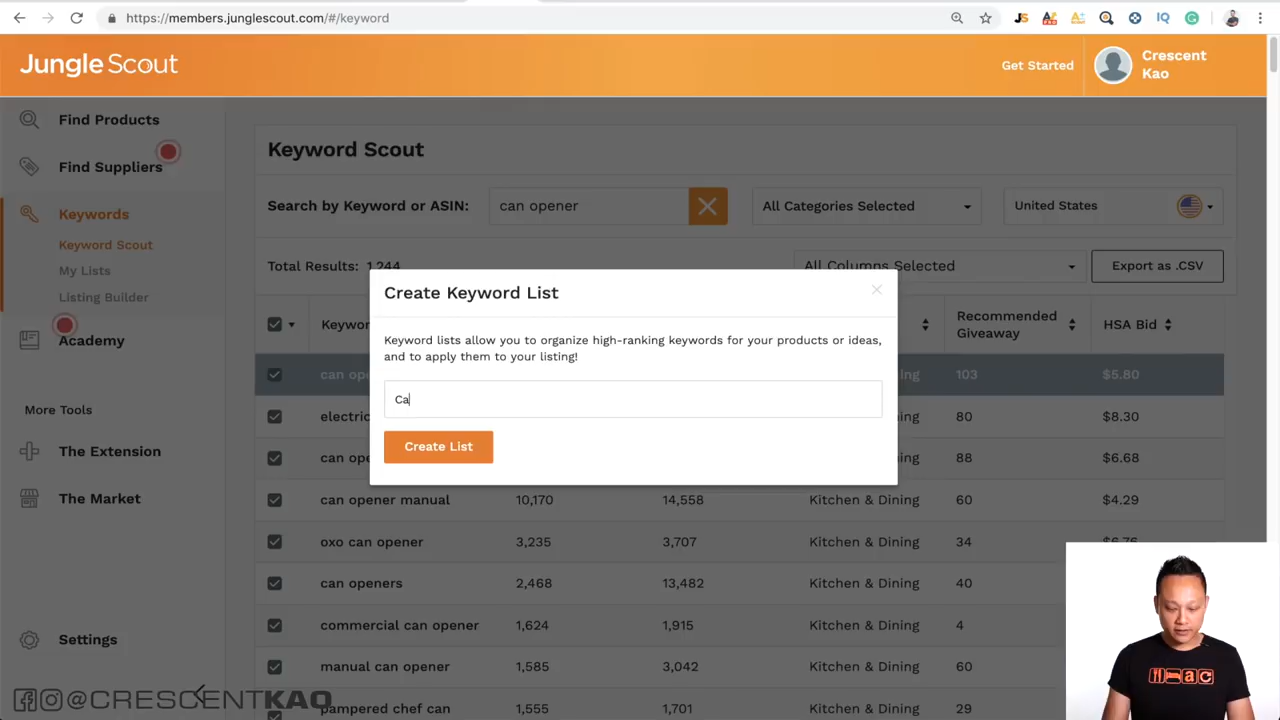 https://members.junglescout.com/#/keyword
JS
IQ
Jungle Scout
Get Started
Crescent Kao
Find Products
Find Suppliers
Keywords
Keyword Scout
My Lists
Listing Builder
Academy
More Tools
The Extension
The Market
Settings
Keyword Scout
Search by Keyword or ASIN:
can opener
All Categories Selected
United States
Total Results: 1,244
All Columns Selected
Export as .CSV
Recommended Giveaway
HSA Bid
103 $5.80
80 $8.30
88 $6.68
can opener manual 10,170 14,558 Kitchen & Dining 60 $4.29
oxo can opener 3,235 3,707 Kitchen & Dining 34 $6.76
can openers 2,468 13,482 Kitchen & Dining 40
commercial can opener 1,624 1,915 Kitchen & Dining 4
manual can opener 1,585 3,042 Kitchen & Dining 60
pampered chef can 1,555 1,701 Kitchen & Dining 29
Create Keyword List
Keyword lists allow you to organize high-ranking keywords for your products or ideas,
and to apply them to your listing!
Ca
Create List
@CRESCENTKAO